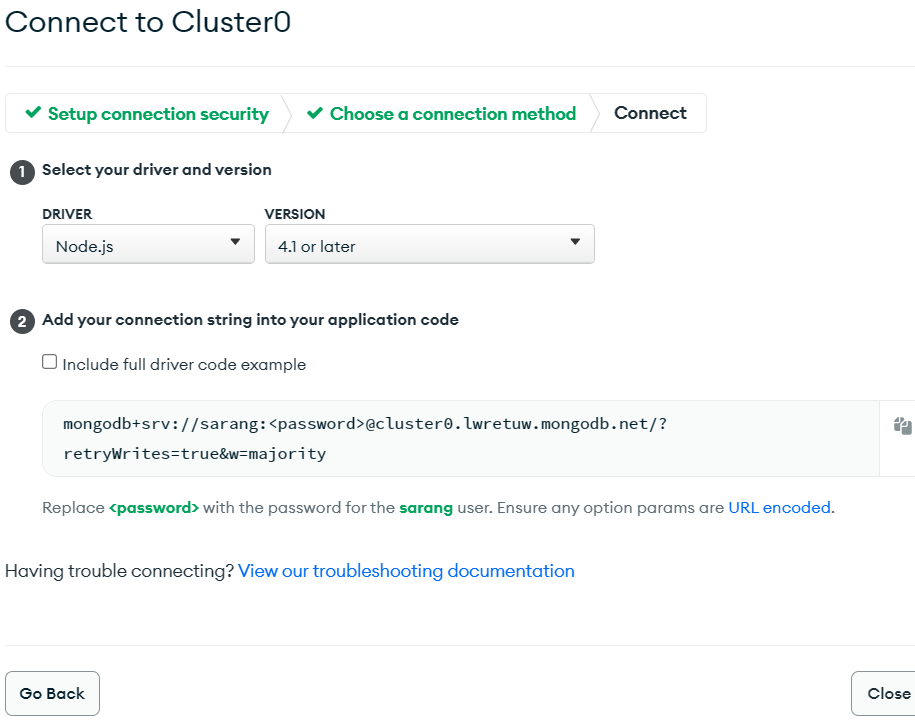 Connect to Cluster0
Setup connection security
Choose a connection method
Connect
1 Select your driver and version
DRIVER
VERSION
Node.js
4.1 or later
2 Add your connection string into your application code
Include full driver code example
mongodb+srv://sarang:<password>@cluster0.lwretuw.mongodb.net/?
retryWrites=true&w=majority
Replace <password> with the password for the sarang user. Ensure any option params are URL encoded.
Having trouble connecting? View our troubleshooting documentation
Go Back
Close